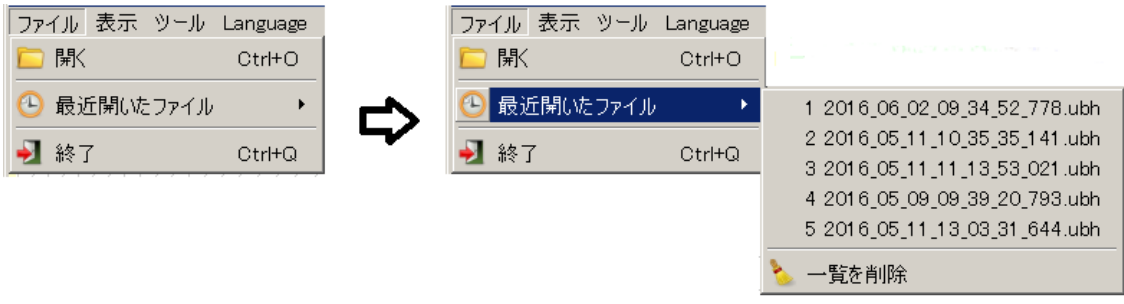 ファイル 表示 ツール Language
開く Ctrl+O
最近開いたファイル
終了 Ctrl+Q
ファイル 表示 ツール Language
開く Ctrl+O
最近開いたファイル
終了 Ctrl+Q
1 2016_06_02_09_34_52_778.ubh
2 2016_05_11_10_35_35_141.ubh
3 2016_05_11_11_13_53_021.ubh
4 2016_05_09_09_39_20_793.ubh
5 2016_05_11_13_03_31_644.ubh
一覧を削除